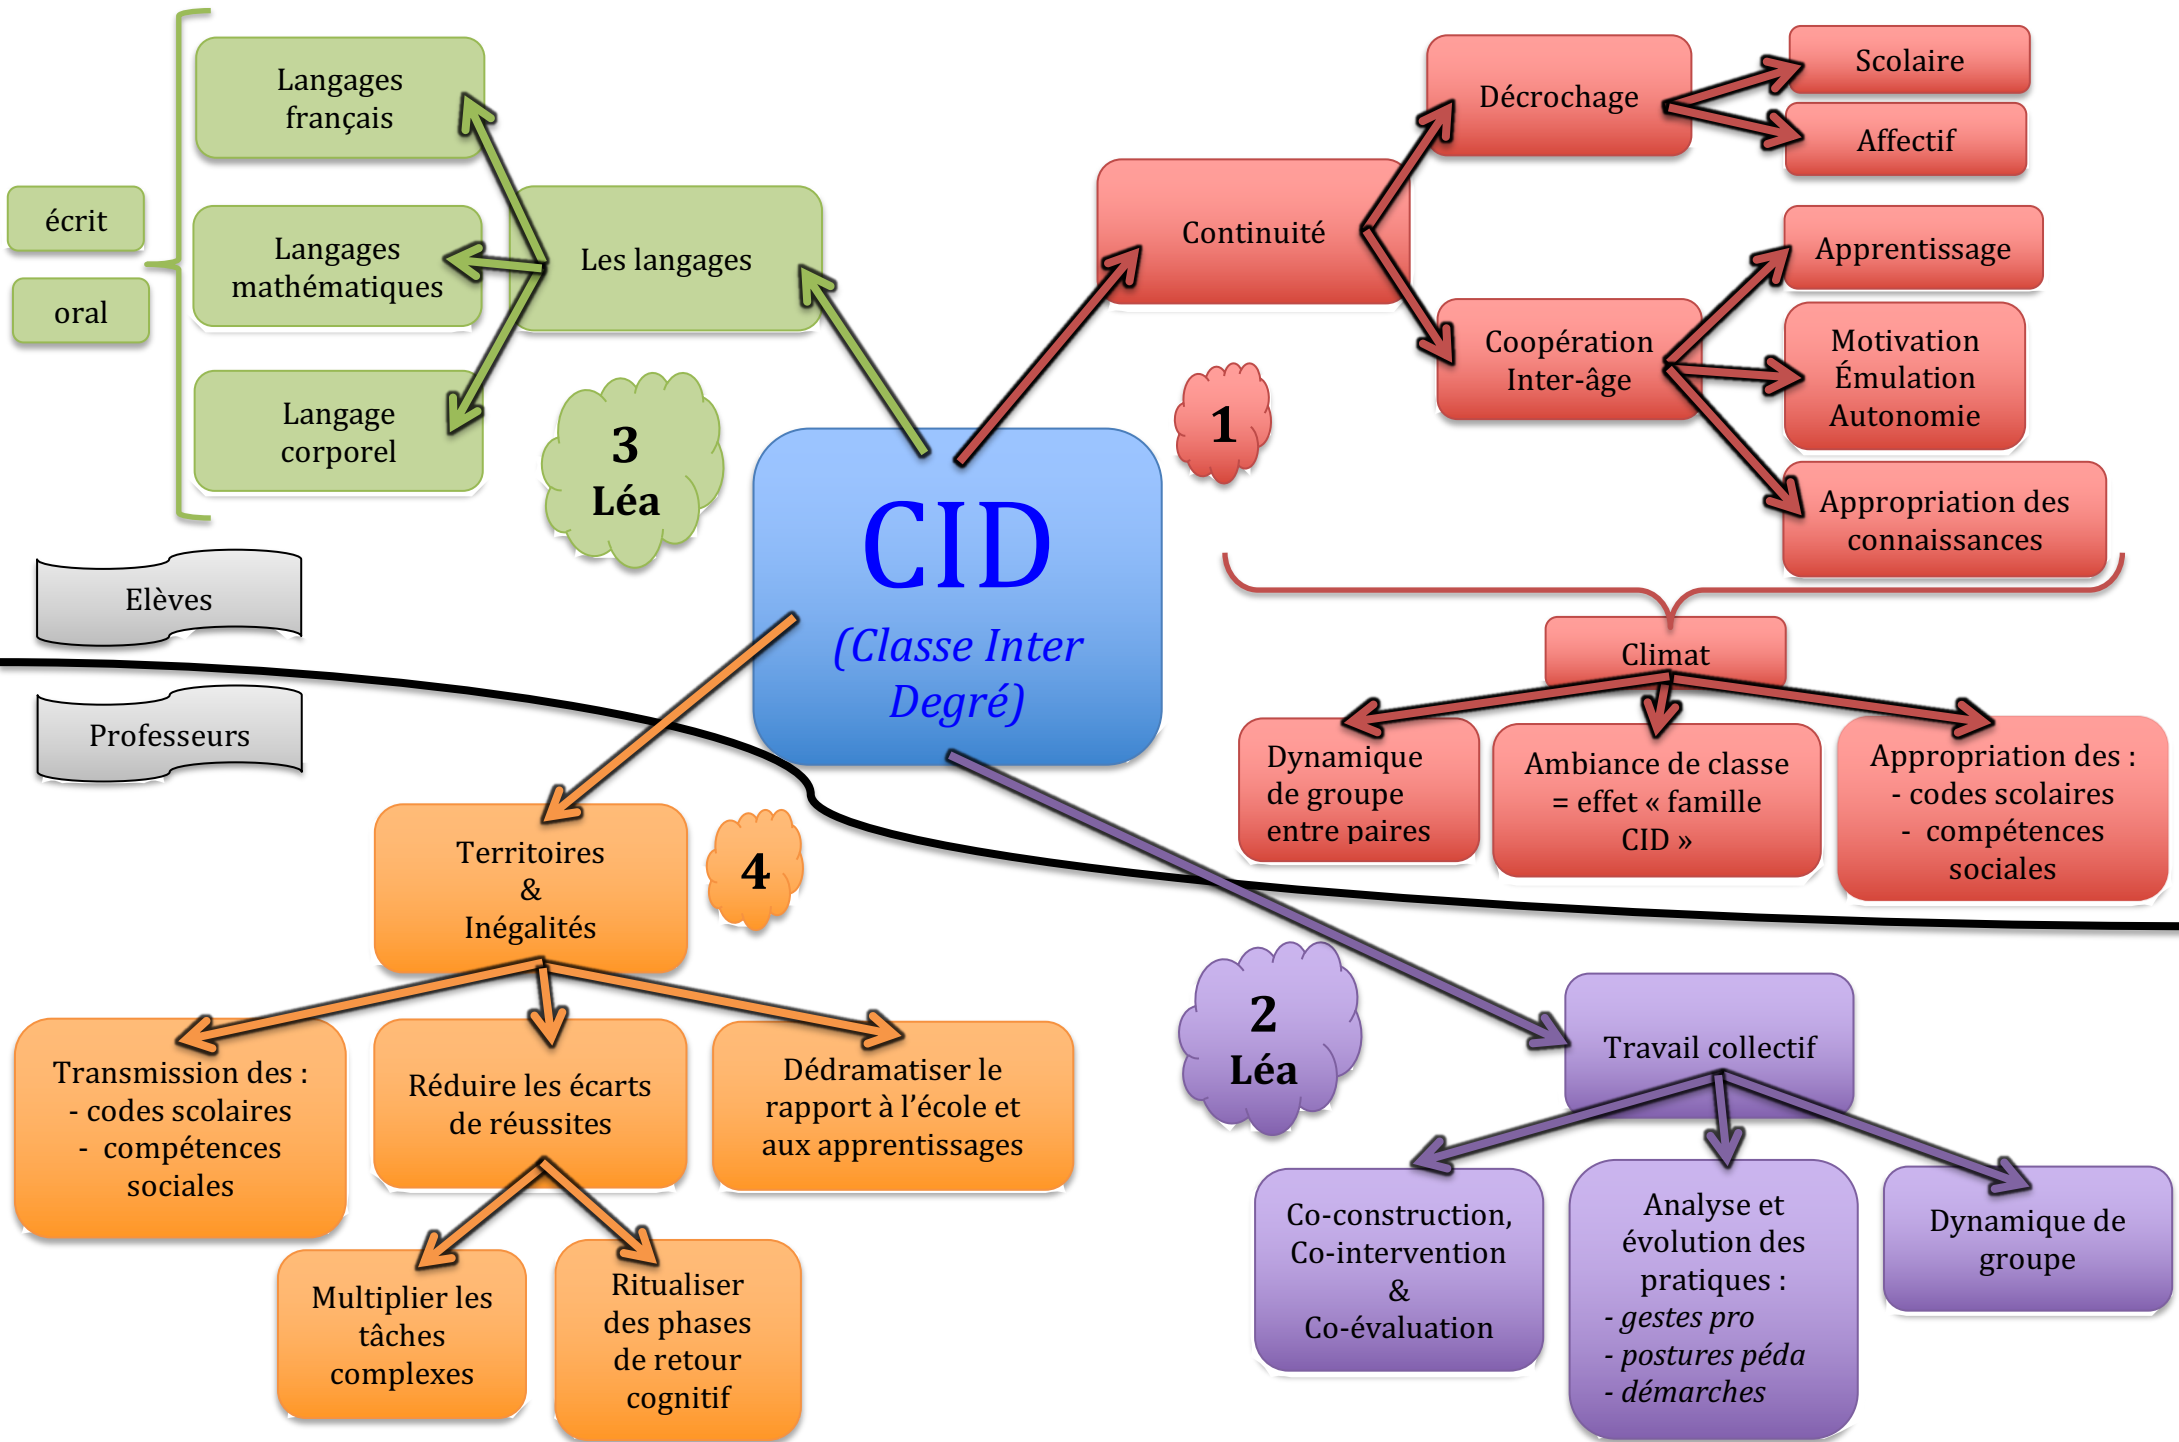 Langages
français
écrit
oral
Langages
mathématiques
Langage
corporel
Les langages
3
Léa
Continuité
Décrochage
Scolaire
Affectif
Coopération
Inter-âge
Apprentissage
Motivation
Émulation
Autonomie
Appropriation des
connaissances
1
CID
(Classe Inter
Degré)
Elèves
Professeurs
Climat
Dynamique
de groupe
entre paires
Ambiance de classe
= effet « famille
CID »
Appropriation des :
- codes scolaires
- compétences
sociales
Territoires
&
Inégalités
4
Transmission des :
- codes scolaires
- compétences
sociales
Réduire les écarts
de réussites
Dédramatiser le
rapport à l'école et
aux apprentissages
Multiplier les
tâches
complexes
Ritualiser
des phases
de retour
cognitif
2
Léa
Travail collectif
Co-construction,
Co-intervention
&
Co-évaluation
Analyse et
évolution des
pratiques :
- gestes pro
- postures péda
- démarches
Dynamique de
groupe